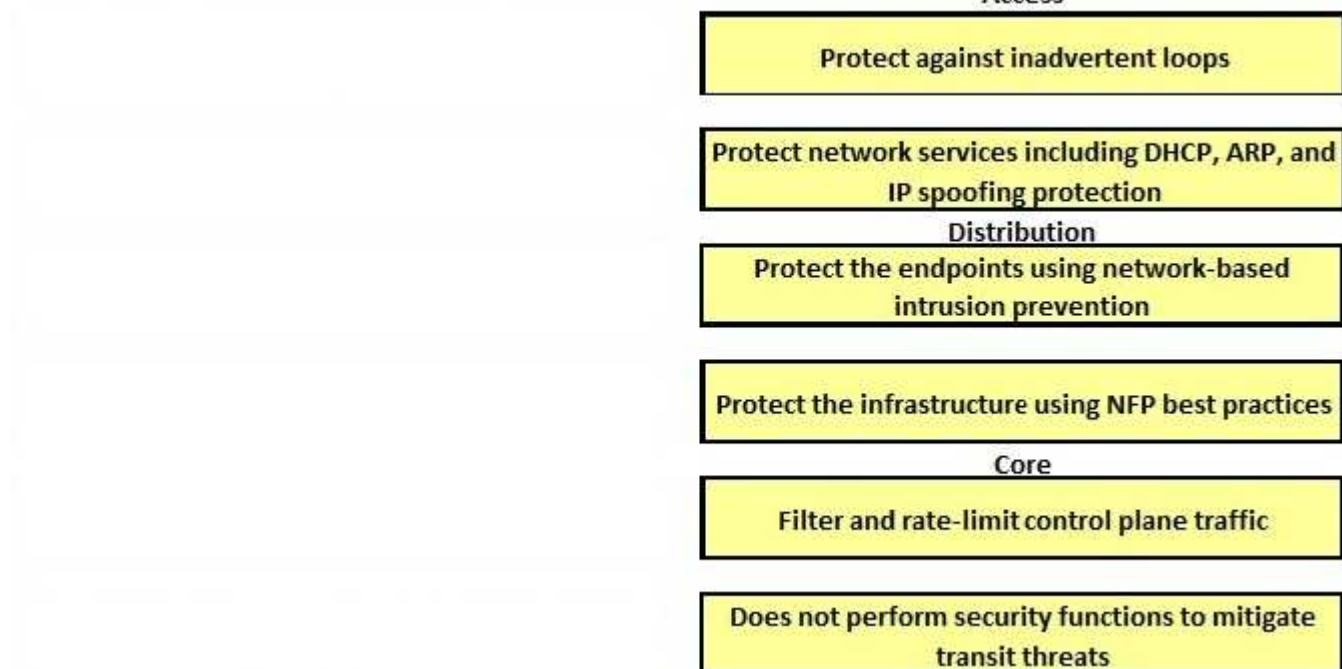 Access
Protect against inadvertent loops
Protect network services including DHCP, ARP, and
IP spoofing protection
Distribution
Protect the endpoints using network-based
intrusion prevention
Protect the infrastructure using NFP best practices
Core
Filter and rate-limit control plane traffic
Does not perform security functions to mitigate
transit threats